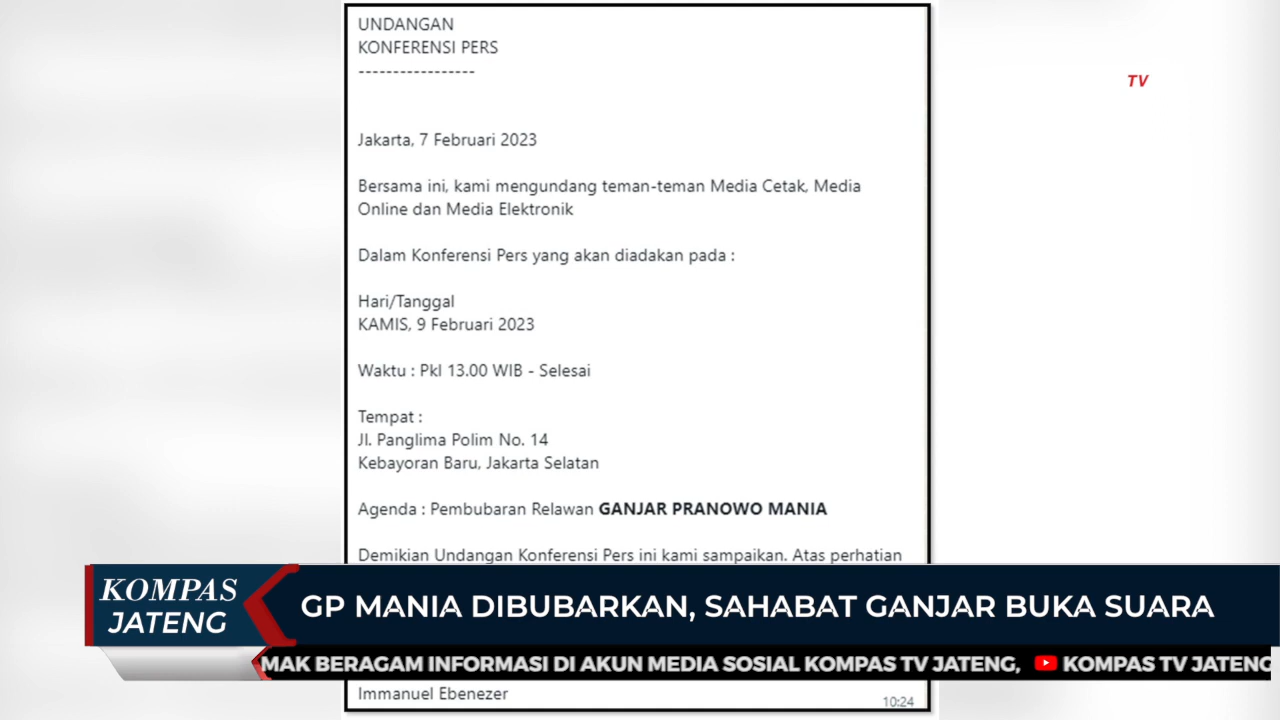 UNDANGAN
KONFERENSI PERS
-----------------
TV
Jakarta, 7 Februari 2023
Bersama ini, kami mengundang teman-teman Media Cetak, Media
Online dan Media Elektronik
Dalam Konferensi Pers yang akan diadakan pada :
Hari/Tanggal
KAMIS, 9 Februari 2023
Waktu : Pkl 13.00 WIB - Selesai
Tempat :
Jl. Panglima Polim No. 14
Kebayoran Baru, Jakarta Selatan
Agenda : Pembubaran Relawan GANJAR PRANOWO MANIA
Demikian Undangan Konferensi Pers ini kami sampaikan. Atas perhatian
KOMPAS
JATENG
GP MANIA DIBUBARKAN, SAHABAT GANJAR BUKA SUARA
MAK BERAGAM INFORMASI DI AKUN MEDIA SOSIAL KOMPAS TV JATENG, KOMPAS TV JATENG
Immanuel Ebenezer
10:24